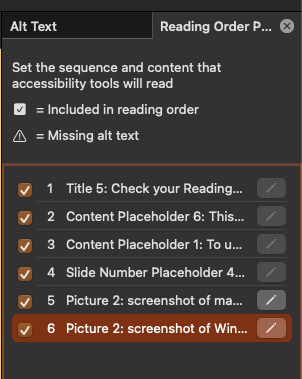 Alt Text
Reading Order P...
Set the sequence and content that
accessibility tools will read
= Included in reading order
= Missing alt text
1 Title 5: Check your Reading...
2 Content Placeholder 6: This...
3 Content Placeholder 1: To u...
4 Slide Number Placeholder 4...
5 Picture 2: screenshot of ma...
6 Picture 2: screenshot of Win...